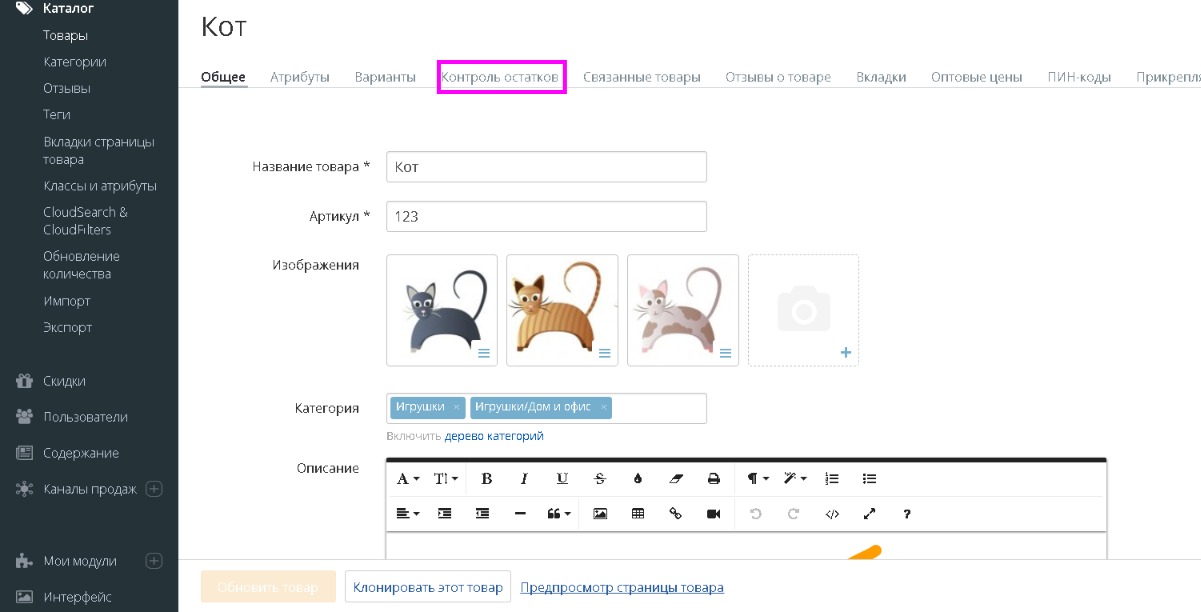 Каталог
Товары
Категории
Отзывы
Теги
Вкладки страницы
товара
Классы и атрибуты
CloudSearch &
CloudFilters
Обновление
количества
Импорт
Экспорт
Скидки
Пользователи
Содержание
Каналы продаж
Мои модули
Интерфейс
Кот
Общее Атрибуты Варианты Контроль остатков Связанные товары Отзывы о товаре Вкладки Оптовые цены ПИН-коды Прикрепля
Название товара * Кот
Артикул * 123
Изображения
Категория Игрушки × Игрушки/Дом и офис ×
Включить дерево категорий
Описание
Обновить товар Клонировать этот товар Предпросмотр страницы товара